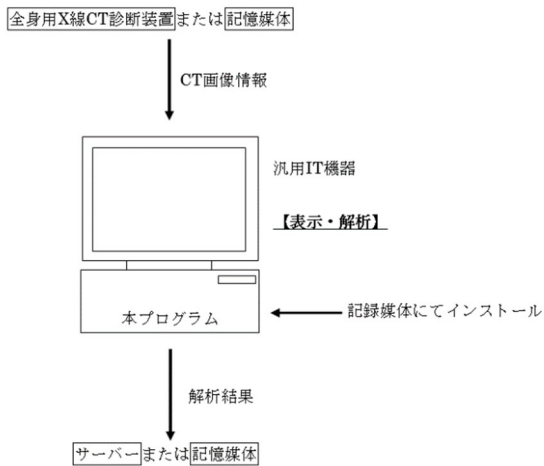 全身用X線CT診断装置または記憶媒体
CT画像情報
汎用IT機器
【表示・解析】
本プログラム
記録媒体にてインストール
解析結果
サーバーまたは記憶媒体